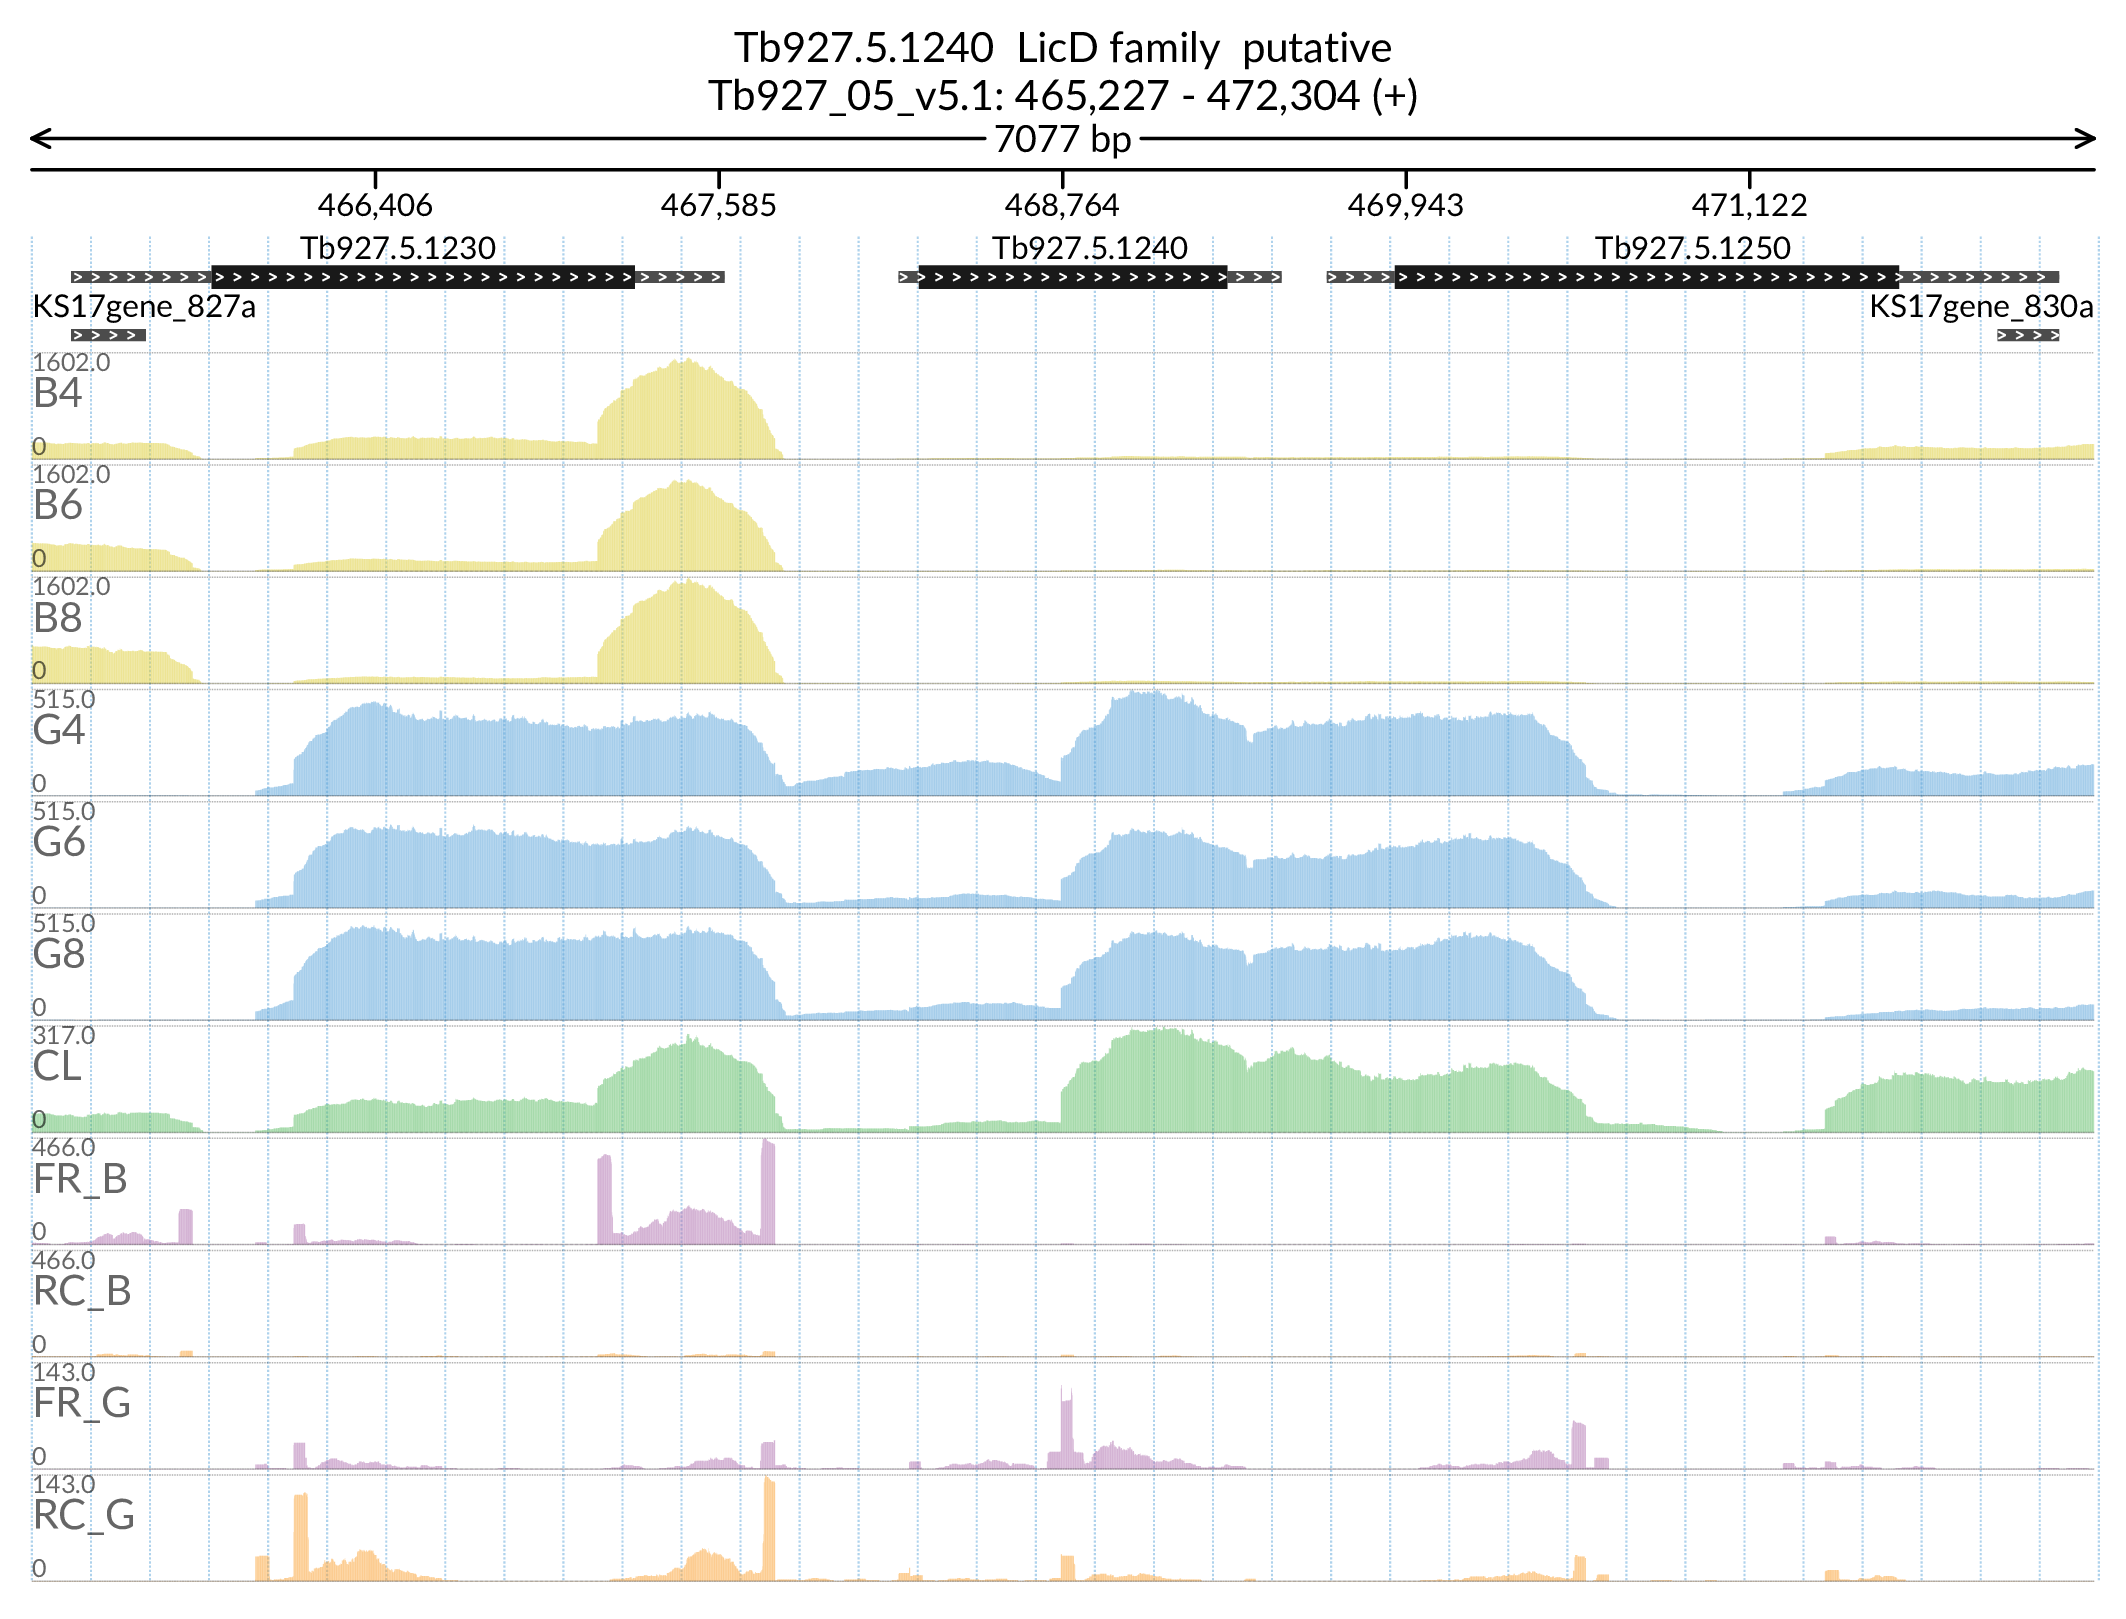 Tb927.5.1240  LicD family  putative
Tb927_05_v5.1: 465,227 - 472,304 (+)
7077 bp
466,406 467,585 468,764 469,943 471,122
Tb927.5.1230 Tb927.5.1240 Tb927.5.1250
KS17gene_827a KS17gene_830a
1602.0
B4
0
1602.0
B6
0
1602.0
B8
0
515.0
G4
0
515.0
G6
0
515.0
G8
0
317.0
CL
0
466.0
FR_B
0
466.0
RC_B
0
143.0
FR_G
0
143.0
RC_G
0